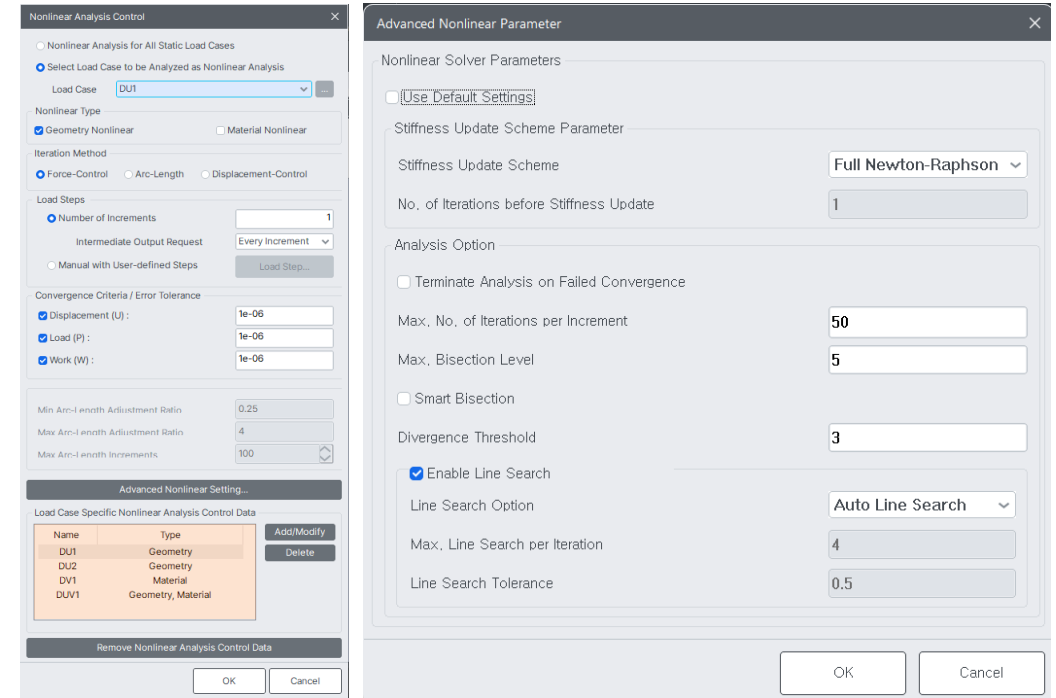 Nonlinear Analysis Control
Nonlinear Analysis for All Static Load Cases
Select Load Case to be Analyzed as Nonlinear Analysis
Load Case DU1 ...
Nonlinear Type
Geometry Nonlinear Material Nonlinear
Iteration Method
Force-Control Arc-Length Displacement-Control
Load Steps
Number of Increments 1
Intermediate Output Request Every Increment
Manual with User-defined Steps Load Step...
Convergence Criteria / Error Tolerance
Displacement (U) : 1e-06
Load (P) : 1e-06
Work (W) : 1e-06
Min Arc-Length Adjustment Ratio 0.25
Max Arc-Length Adjustment Ratio 4
Max Arc-Length Increments 100
Advanced Nonlinear Setting...
Load Case Specific Nonlinear Analysis Control Data
Name Type Add/Modify
DU1 Geometry Delete
DU2 Geometry
DV1 Material
DUV1 Geometry, Material
Remove Nonlinear Analysis Control Data
OK Cancel
Advanced Nonlinear Parameter
Nonlinear Solver Parameters
Use Default Settings
Stiffness Update Scheme Parameter
Stiffness Update Scheme Full Newton-Raphson
No. of Iterations before Stiffness Update 1
Analysis Option
Terminate Analysis on Failed Convergence
Max. No. of Iterations per Increment 50
Max. Bisection Level 5
Smart Bisection
Divergence Threshold 3
Enable Line Search
Line Search Option Auto Line Search
Max. Line Search per Iteration 4
Line Search Tolerance 0.5
OK Cancel